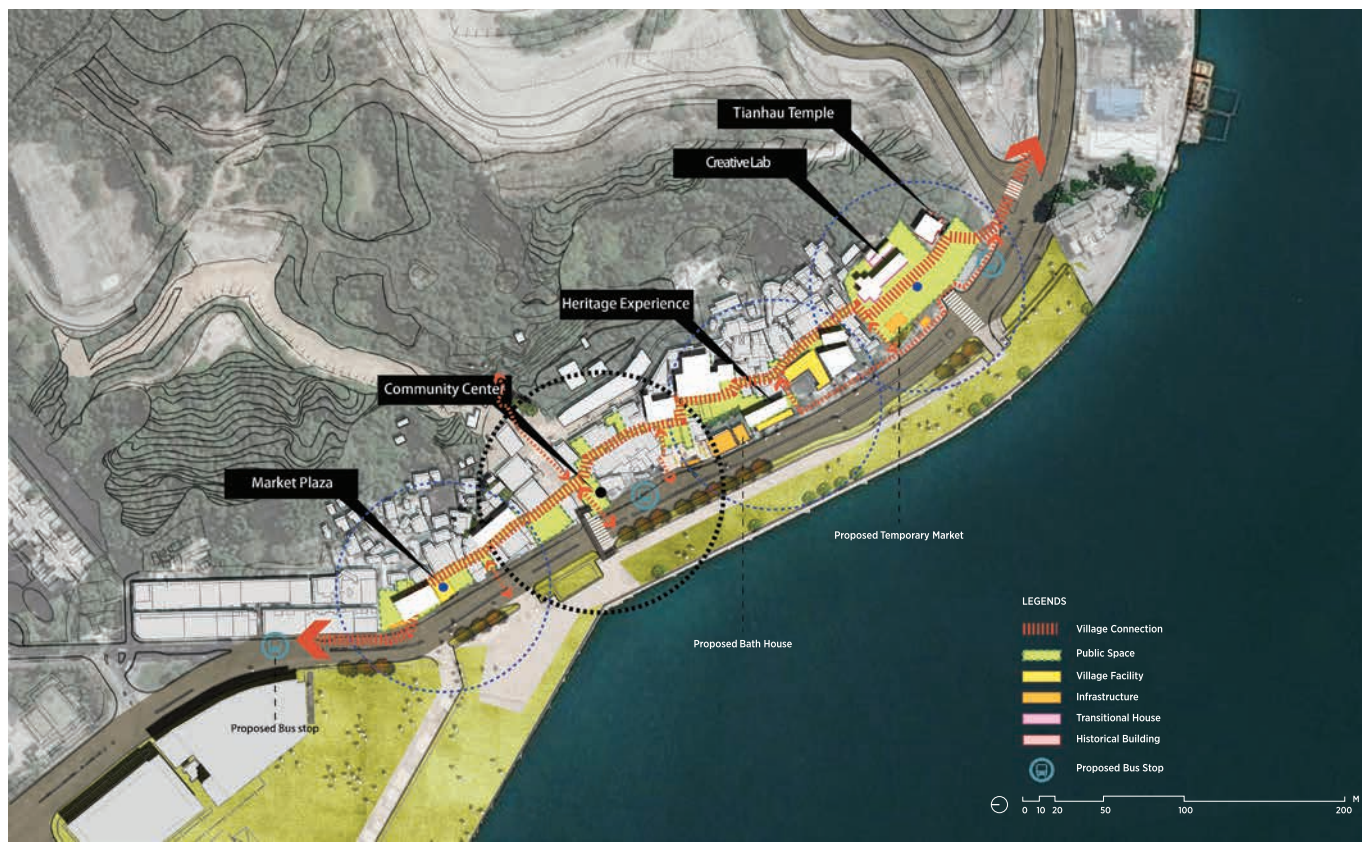 Tianhau Temple
Creative Lab
Heritage Experience
Community Center
Market Plaza
Proposed Temporary Market
Proposed Bath House
Proposed Bus stop
LEGENDS
Village Connection
Public Space
Village Facility
Infrastructure
Transitional House
Historical Building
Proposed Bus Stop
0 10 20 50 100 200 M